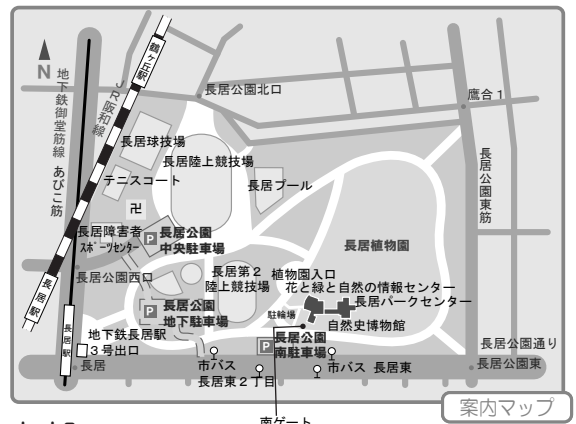 鶴ヶ丘駅
N
地下鉄御堂筋線 あびこ筋
JR阪和線
長居公園北口
鷹合1
長居球技場
長居陸上競技場
テニスコート
長居プール
長居公園東筋
卍
長居障害者
スポーツセンター
P 長居公園
中央駐車場
長居植物園
長居公園西口
長居第2
陸上競技場
植物園入口
花と緑と自然の情報センター
長居パークセンター
長居駅
P 長居公園
地下駐車場
駐輪場
自然史博物館
長居駅
地下鉄長居駅
3号出口
P 長居公園
南駐車場
長居公園通り
長居
市バス
長居東2丁目
市バス 長居東
長居公園東
南ゲート
案内マップ